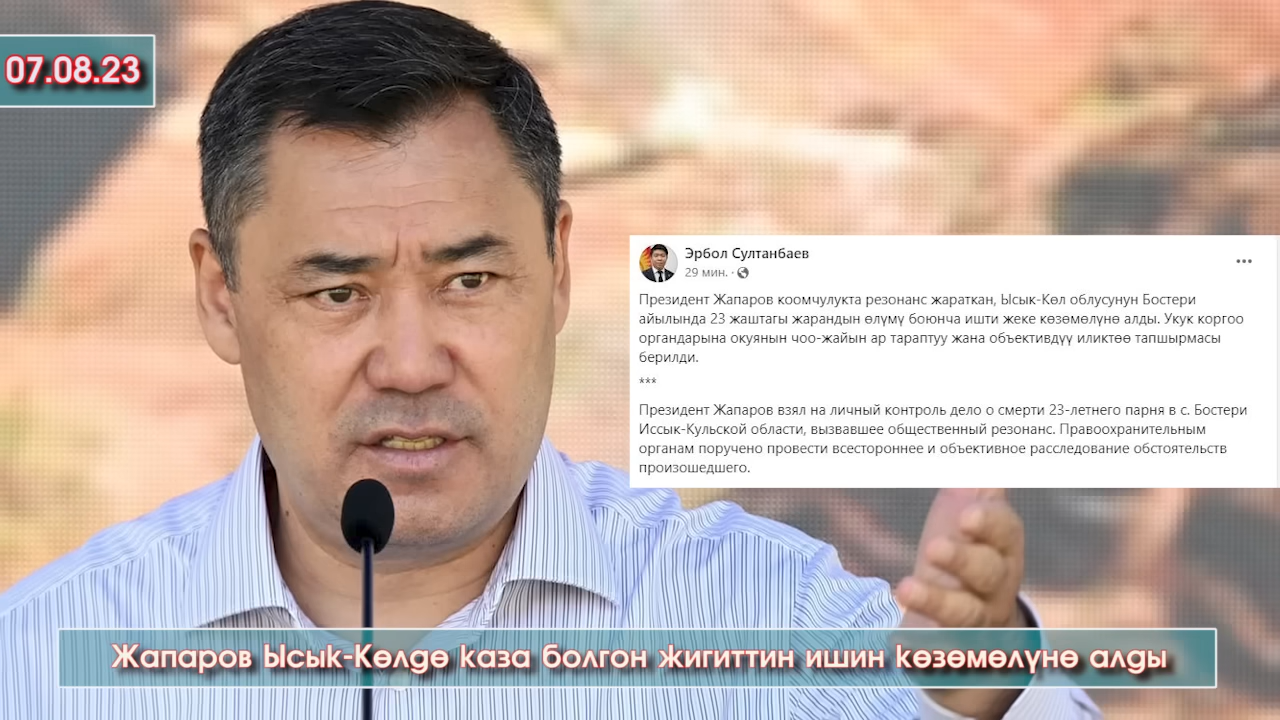 07.08.23
Эрбол Султанбаев
29 мин. ·
Президент Жапаров коомчулукта резонанс жараткан, Ысык-Көл облусунун Бостери
айылында 23 жаштагы жарандын өлүмү боюнча ишти жеке көзөмөлүнө алды. Укук коргоо
органдарына окуянын чоо-жайын ар тараптуу жана объективдүү иликтөө тапшырмасы
берилди.
***
Президент Жапаров взял на личный контроль дело о смерти 23-летнего парня в с. Бостери
Иссык-Кульской области, вызвавшее общественный резонанс. Правоохранительным
органам поручено провести всестороннее и объективное расследование обстоятельств
произошедшего.
Жапаров Ысык-Көлдө каза болгон жигиттин ишин көзөмөлүнө алды